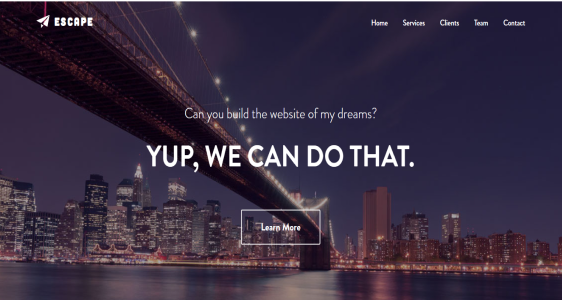 ESCAPE
Home Services Clients Team Contact
Can you build the website of my dreams?
YUP, WE CAN DO THAT.
Learn More